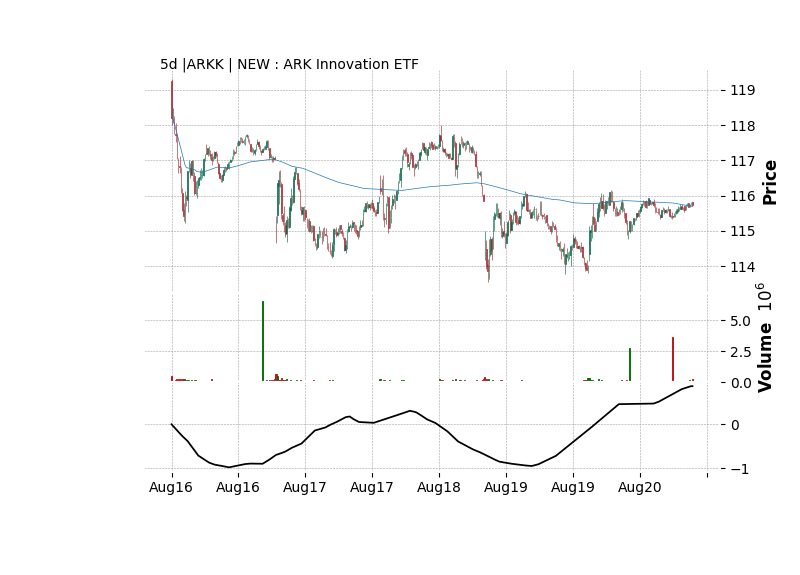 5d |ARKK | NEW : ARK Innovation ETF
119
118
117
116
115
114
Price
5.0
2.5
0.0
Volume 10^6
0
−1
Aug16 Aug16 Aug17 Aug17 Aug18 Aug19 Aug19 Aug20